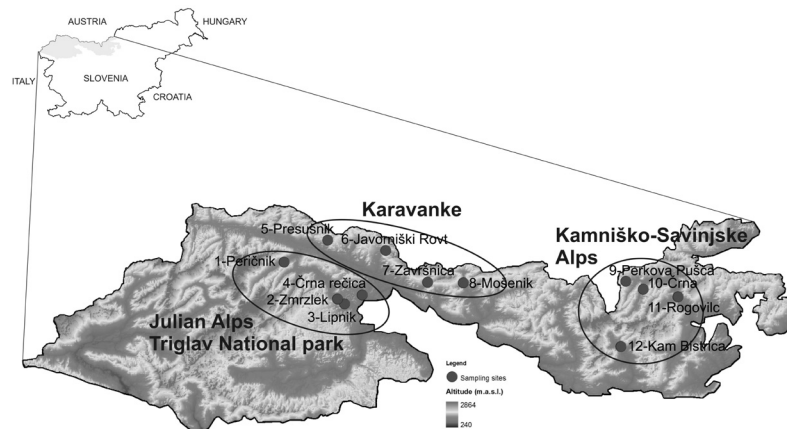 AUSTRIA
HUNGARY
ITALY
SLOVENIA
CROATIA
Karavanke
5-Presušnik
6-Javorniški Rovt
Kamniško-Savinjske
Alps
1-Peričnik
7-Završnica
8-Mošenik
9-Perkova Pušča
10-Črna
4-Črna rečica
2-Zmrzlek
3-Lipnik
11-Rogovilc
Julian Alps
Triglav National park
12-Kam Bistrica
Legend
Sampling sites
Altitude (m.a.s.l.)
2864
240